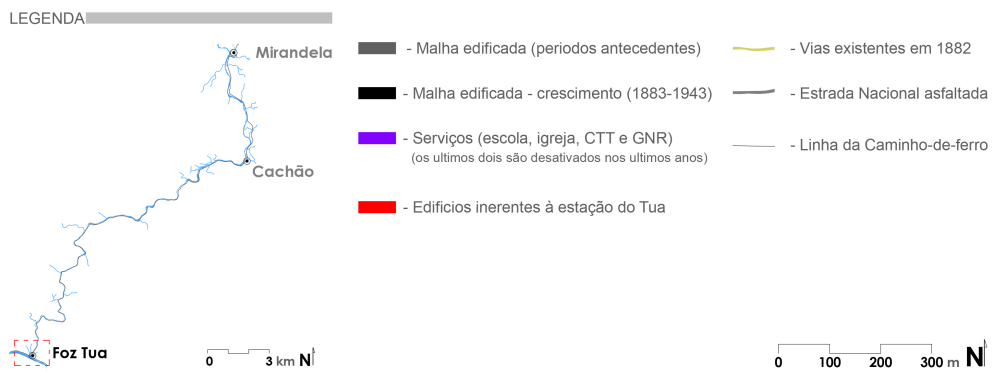 LEGENDA
Mirandela
Cachão
Foz Tua
0 3 km N
- Malha edificada (periodos antecedentes)
- Malha edificada - crescimento (1883-1943)
- Serviços (escola, igreja, CTT e GNR)
(os ultimos dois são desativados nos ultimos anos)
- Edificios inerentes à estação do Tua
- Vias existentes em 1882
- Estrada Nacional asfaltada
- Linha da Caminho-de-ferro
0 100 200 300 m N